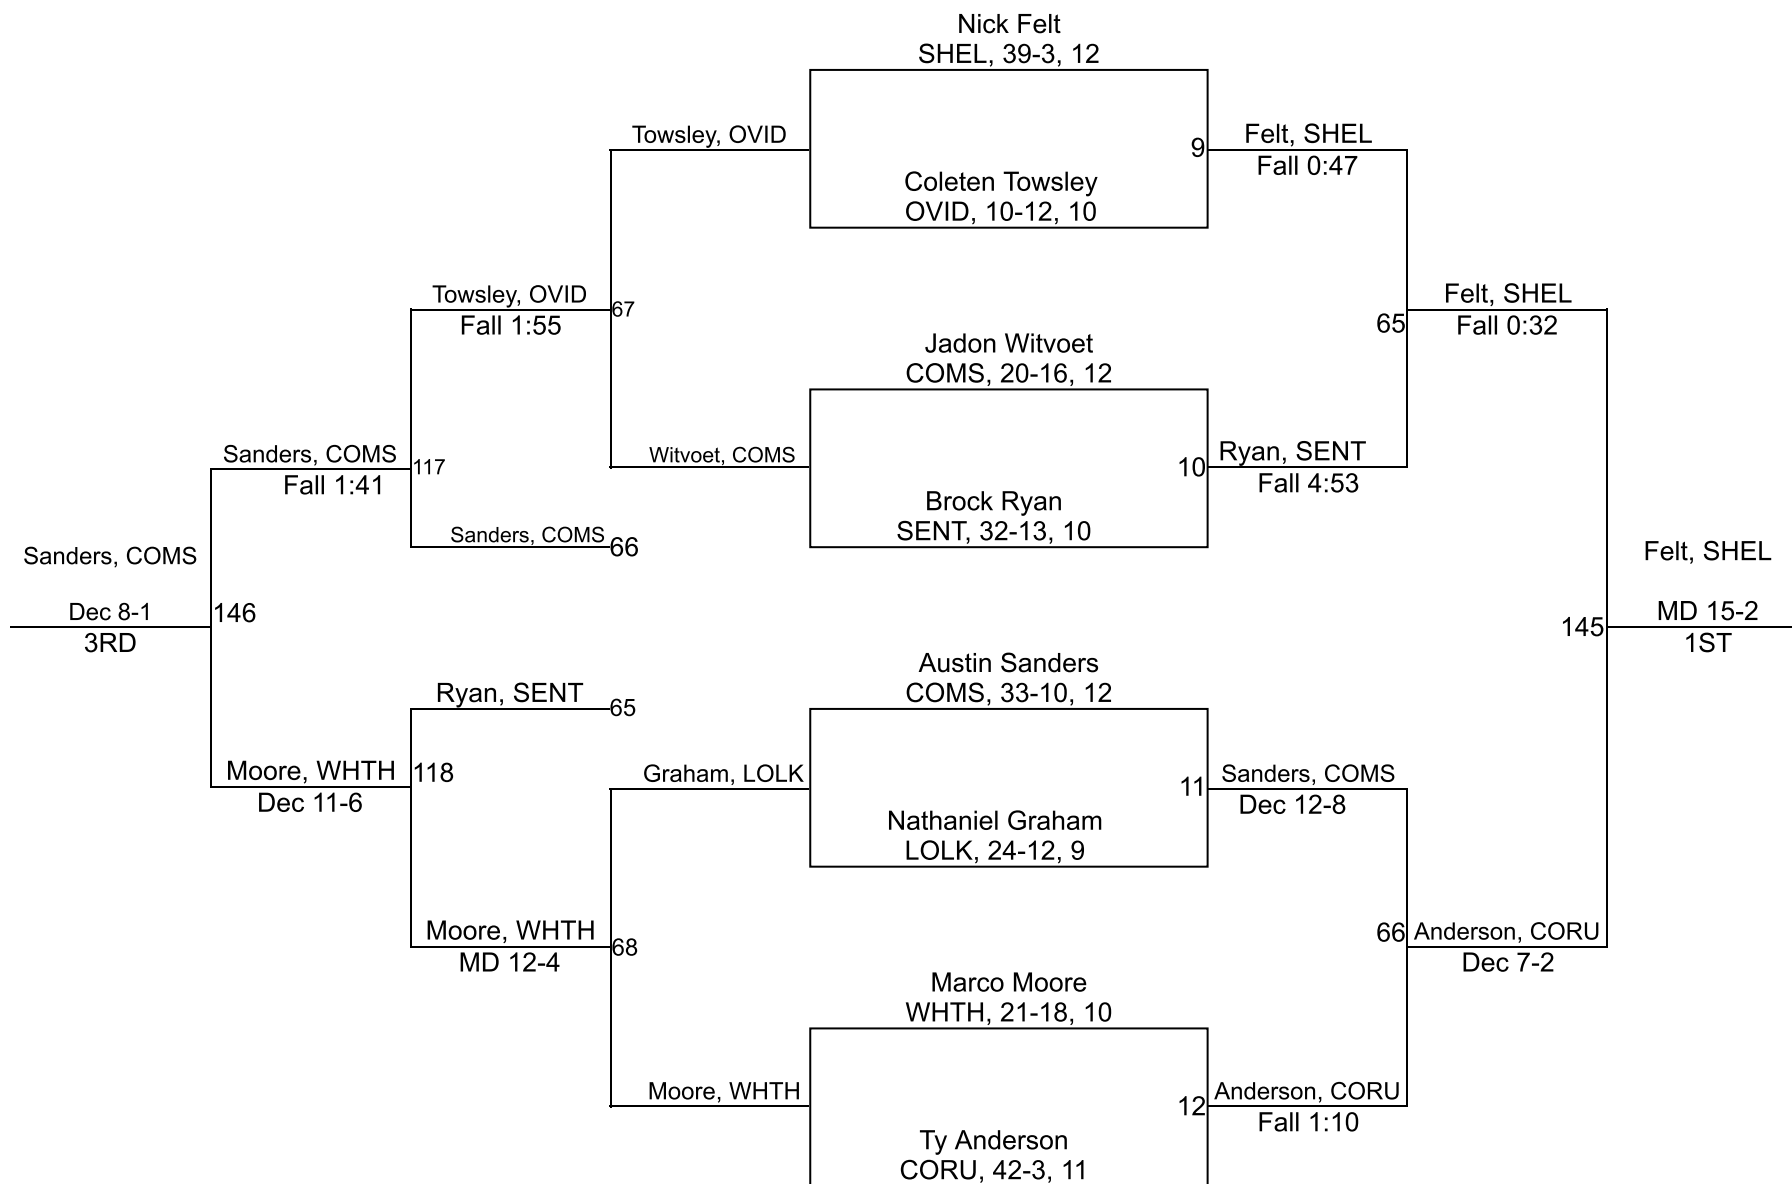 Nick Felt
SHEL, 39-3, 12
Towsley, OVID
9
Felt, SHEL
Fall 0:47
Coleten Towsley
OVID, 10-12, 10
Towsley, OVID
Fall 1:55
67
Felt, SHEL
Fall 0:32
65
Jadon Witvoet
COMS, 20-16, 12
Sanders, COMS
Fall 1:41
117
Witvoet, COMS
10
Ryan, SENT
Fall 4:53
Brock Ryan
SENT, 32-13, 10
Sanders, COMS
66
Sanders, COMS
Dec 8-1
3RD
146
Felt, SHEL
MD 15-2
1ST
145
Austin Sanders
COMS, 33-10, 12
Ryan, SENT
65
Moore, WHTH
Dec 11-6
118
Graham, LOLK
11
Sanders, COMS
Dec 12-8
Nathaniel Graham
LOLK, 24-12, 9
Moore, WHTH
MD 12-4
68
66
Anderson, CORU
Dec 7-2
Marco Moore
WHTH, 21-18, 10
Moore, WHTH
12
Anderson, CORU
Fall 1:10
Ty Anderson
CORU, 42-3, 11